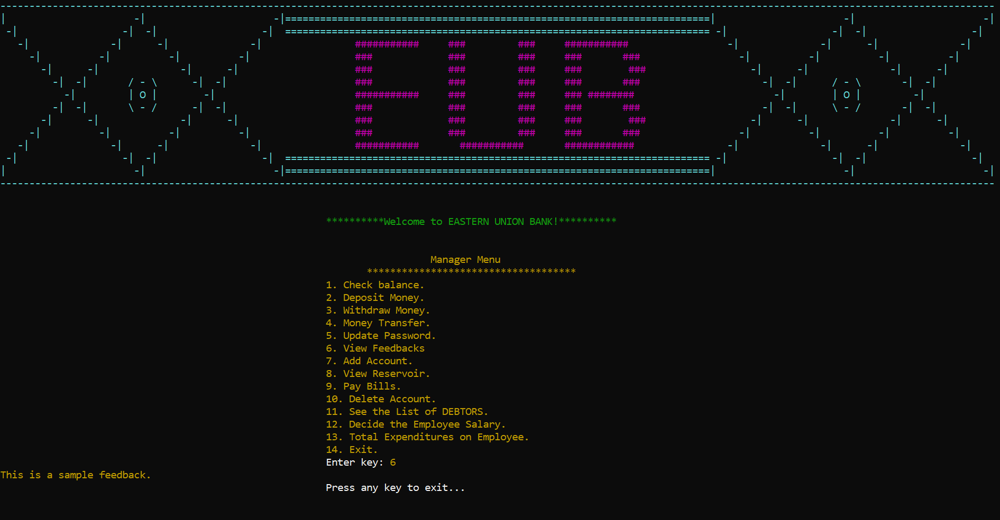 EUB
**********Welcome to EASTERN UNION BANK!**********
Manager Menu
************************************
1. Check balance.
2. Deposit Money.
3. Withdraw Money.
4. Money Transfer.
5. Update Password.
6. View Feedbacks
7. Add Account.
8. View Reservoir.
9. Pay Bills.
10. Delete Account.
11. See the List of DEBTORS.
12. Decide the Employee Salary.
13. Total Expenditures on Employee.
14. Exit.
Enter key: 6
This is a sample feedback.
Press any key to exit...